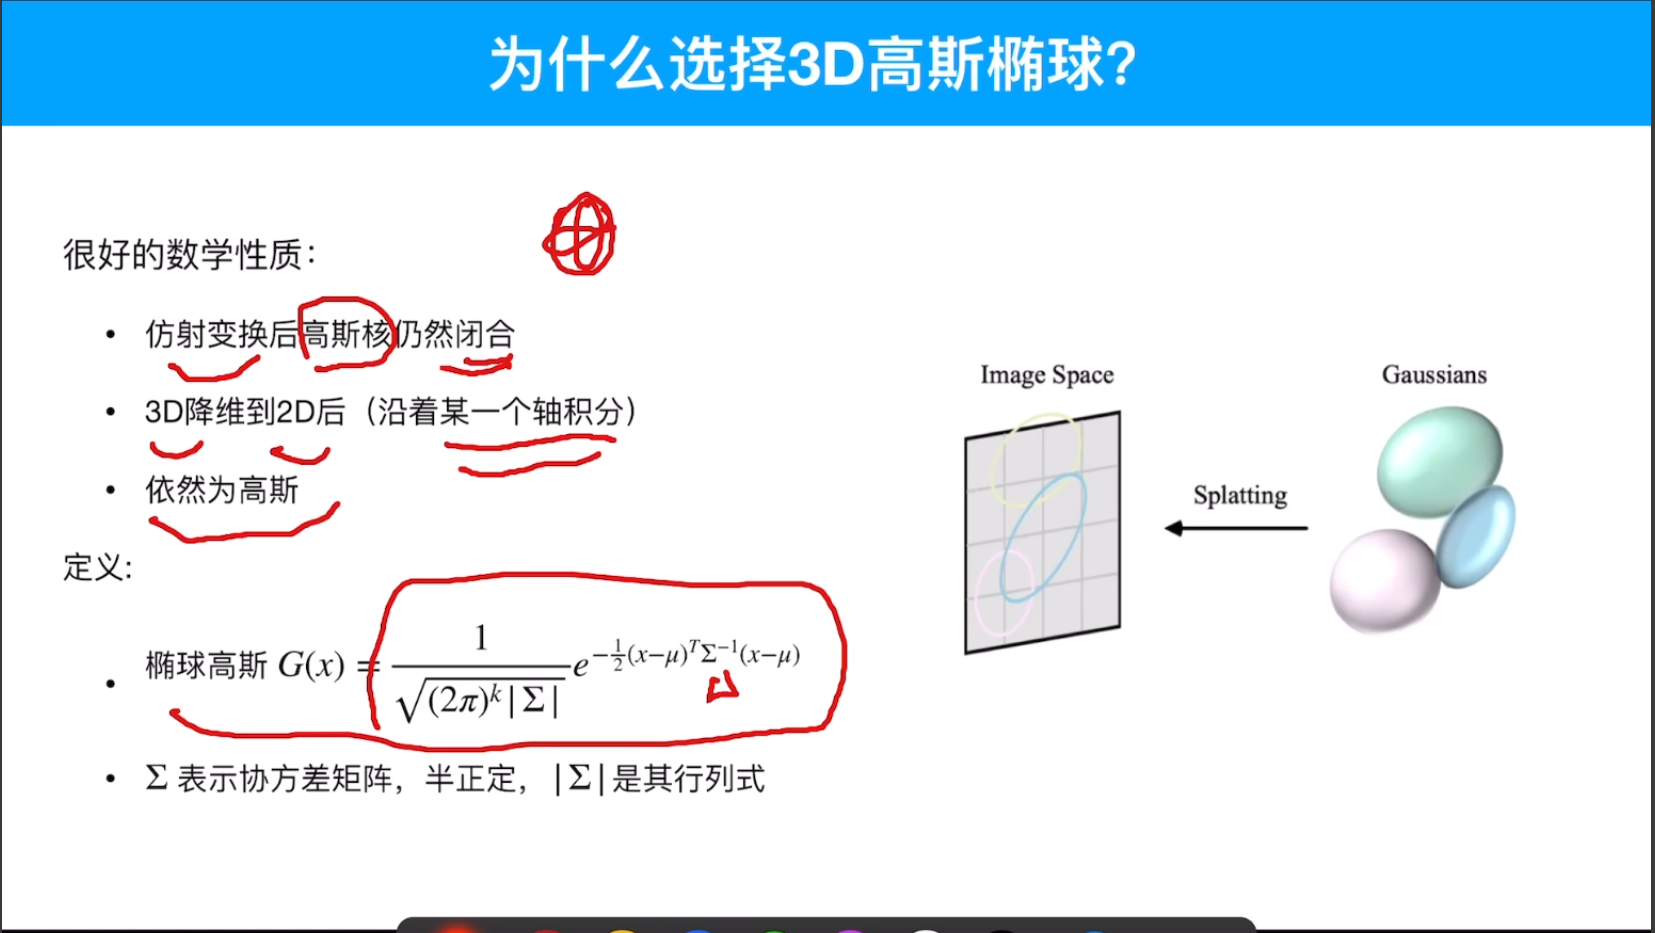 为什么选择3D高斯椭球?
很好的数学性质:
• 仿射变换后高斯核仍然闭合
• 3D降维到2D后（沿着某一个轴积分）
• 依然为高斯
定义:
• 椭球高斯 $G(x) = \frac{1}{\sqrt{(2\pi)^k|\Sigma|}} e^{-\frac{1}{2}(x-\mu)^T\Sigma^{-1}(x-\mu)}$
• Σ 表示协方差矩阵，半正定，|Σ|是其行列式
Image Space
Splatting
Gaussians